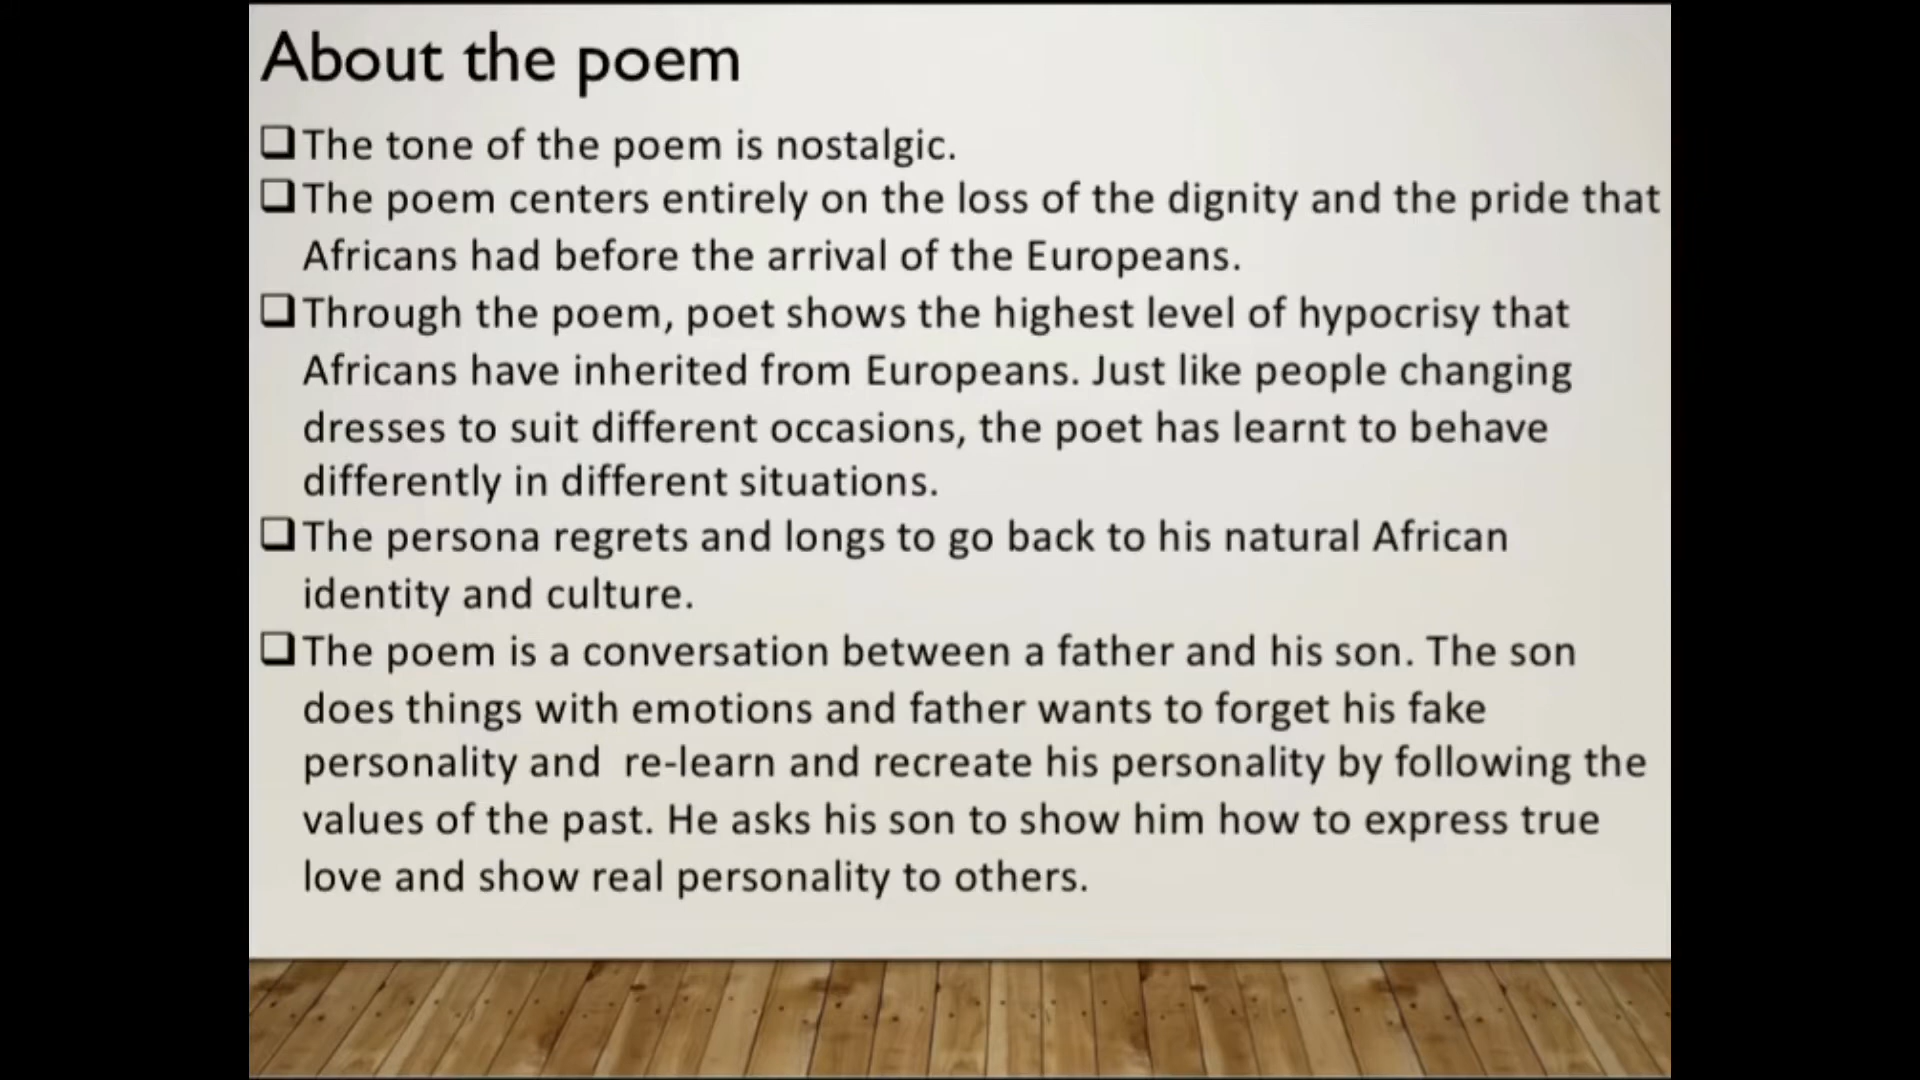 About the poem
❑The tone of the poem is nostalgic.
❑The poem centers entirely on the loss of the dignity and the pride that
Africans had before the arrival of the Europeans.
❑Through the poem, poet shows the highest level of hypocrisy that
Africans have inherited from Europeans. Just like people changing
dresses to suit different occasions, the poet has learnt to behave
differently in different situations.
❑The persona regrets and longs to go back to his natural African
identity and culture.
❑The poem is a conversation between a father and his son. The son
does things with emotions and father wants to forget his fake
personality and  re-learn and recreate his personality by following the
values of the past. He asks his son to show him how to express true
love and show real personality to others.